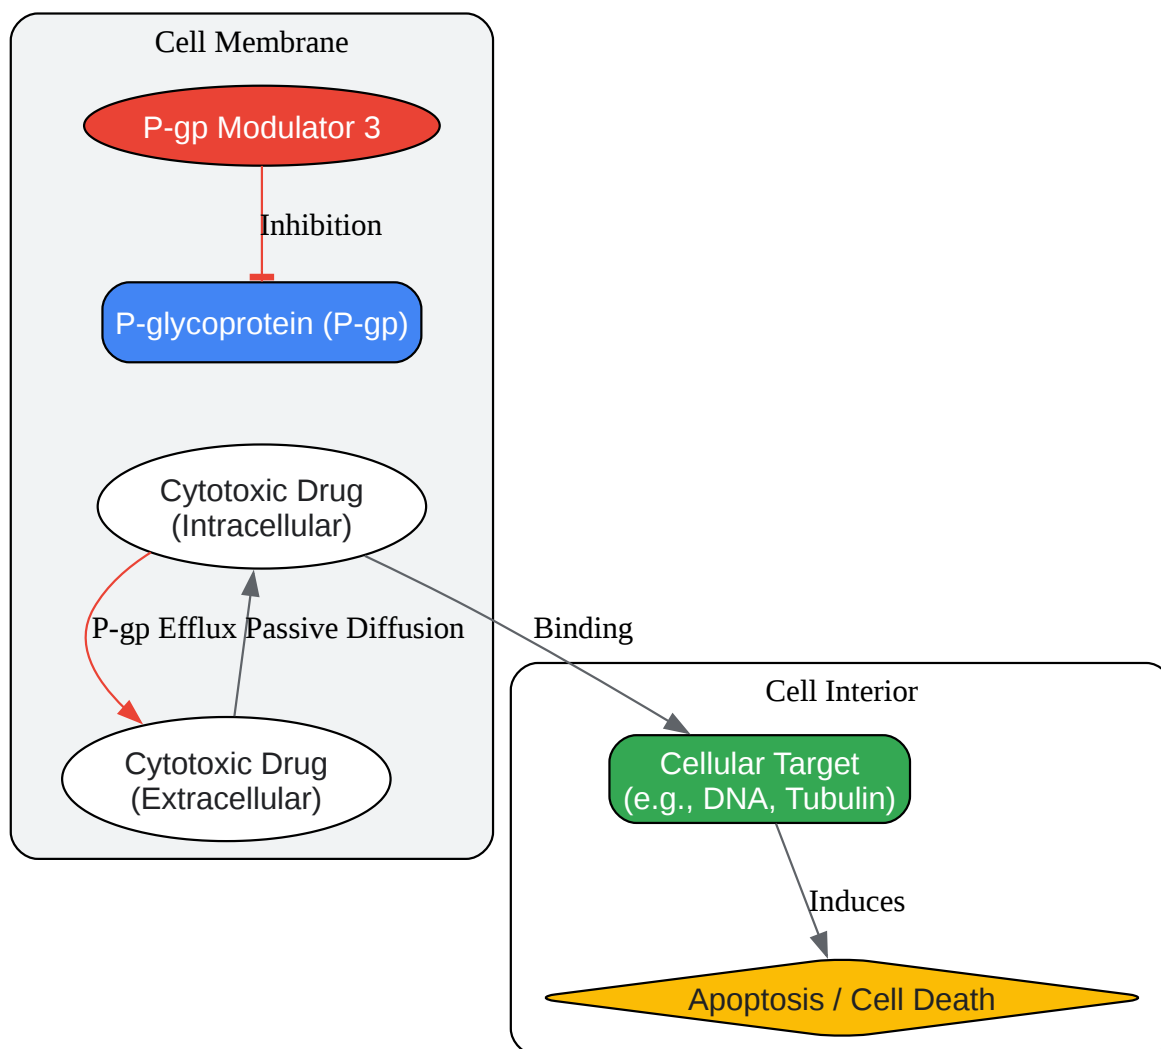 Cell Membrane
P-gp Modulator 3
Inhibition
P-glycoprotein (P-gp)
Cytotoxic Drug
(Intracellular)
P-gp Efflux
Passive Diffusion
Binding
Cytotoxic Drug
(Extracellular)
Cell Interior
Cellular Target
(e.g., DNA, Tubulin)
Induces
Apoptosis / Cell Death